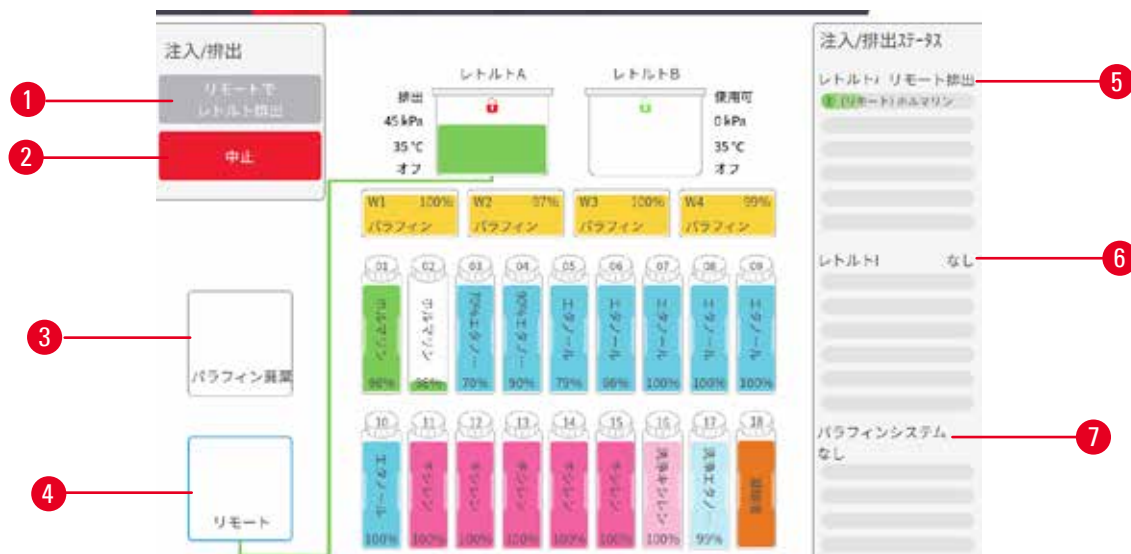 注入/排出
リモートで
レトルト排出
中止
1
2
3
4
パラフィン廃棄
リモート
レトルトA
排出
45 kPa
35 °C
オフ
レトルトB
使用可
0 kPa
35 °C
オフ
W1 100%
パラフィン
W2 97%
パラフィン
W3 100%
パラフィン
W4 99%
パラフィン
01
ホルマリン
98%
02
ホルマリン
98%
03
70%エタノ…
70%
04
90%エタノ…
90%
05
エタノール
79%
06
エタノール
98%
07
エタノール
100%
08
エタノール
100%
09
エタノール
100%
10
エタノール
100%
11
キシレン
100%
12
キシレン
100%
13
キシレン
100%
14
キシレン
100%
15
キシレン
100%
16
洗浄キシレン
100%
17
洗浄エタノ…
99%
18
注入/排出ステータス
レトルト リモート排出
(リモート) ホルマリン
レトルト なし
パラフィンシステム
なし
5
6
7